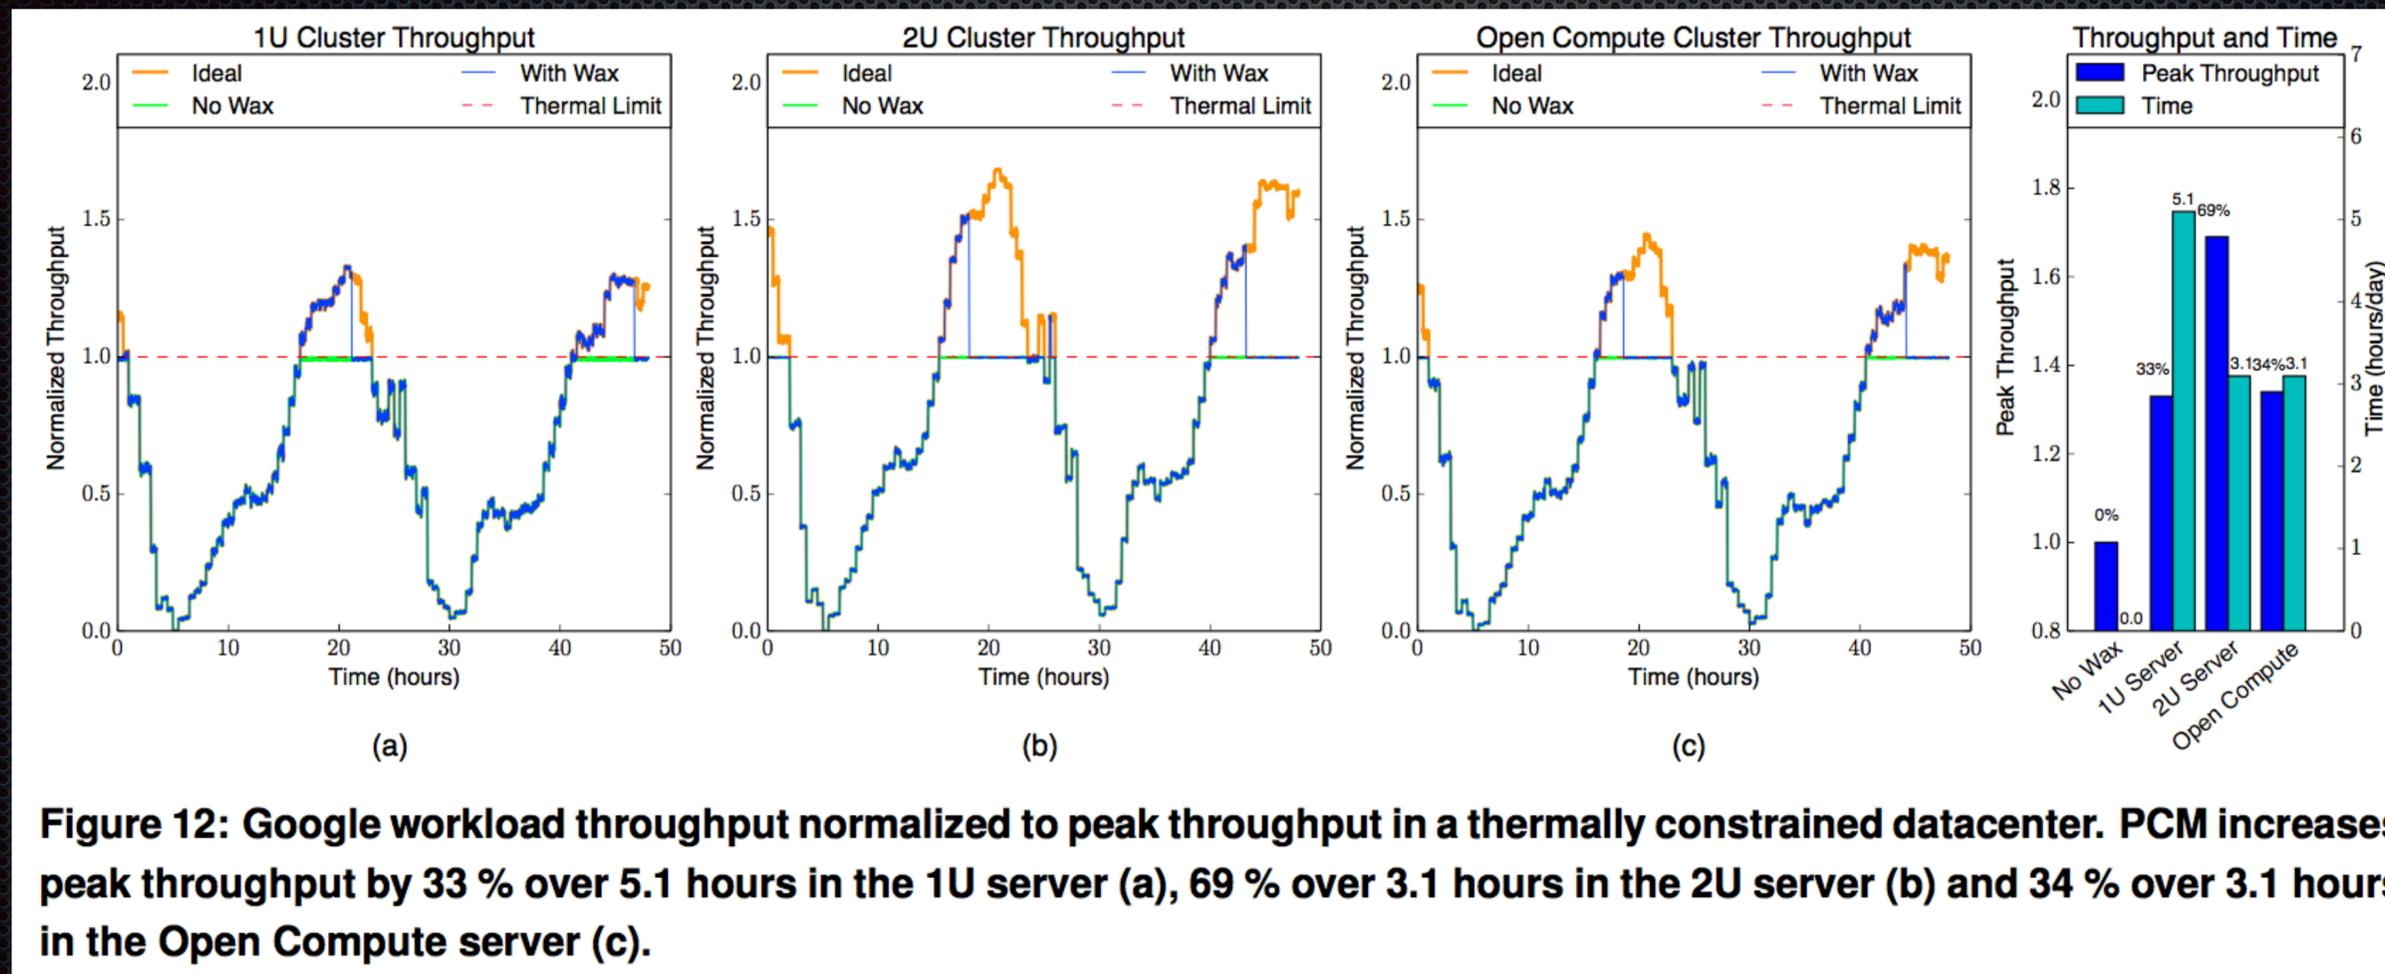 1U Cluster Throughput
Ideal
With Wax
No Wax
Thermal Limit
2.0
1.5
1.0
0.5
0.0
Normalized Throughput
0 10 20 30 40 50
Time (hours)
(a)
2U Cluster Throughput
Ideal
With Wax
No Wax
Thermal Limit
2.0
1.5
1.0
0.5
0.0
Normalized Throughput
0 10 20 30 40 50
Time (hours)
(b)
Open Compute Cluster Throughput
Ideal
With Wax
No Wax
Thermal Limit
2.0
1.5
1.0
0.5
0.0
Normalized Throughput
0 10 20 30 40 50
Time (hours)
(c)
Throughput and Time
Peak Throughput
Time
2.0
1.8
1.6
1.4
1.2
1.0
0.8
Peak Throughput
7
6
5
4
3
2
1
0
Time (hours/day)
0%
0.0
33%
5.1
69%
3.1
34%
3.1
No Wax
1U Server
2U Server
Open Compute
Figure 12: Google workload throughput normalized to peak throughput in a thermally constrained datacenter. PCM increases
peak throughput by 33 % over 5.1 hours in the 1U server (a), 69 % over 3.1 hours in the 2U server (b) and 34 % over 3.1 hours
in the Open Compute server (c).